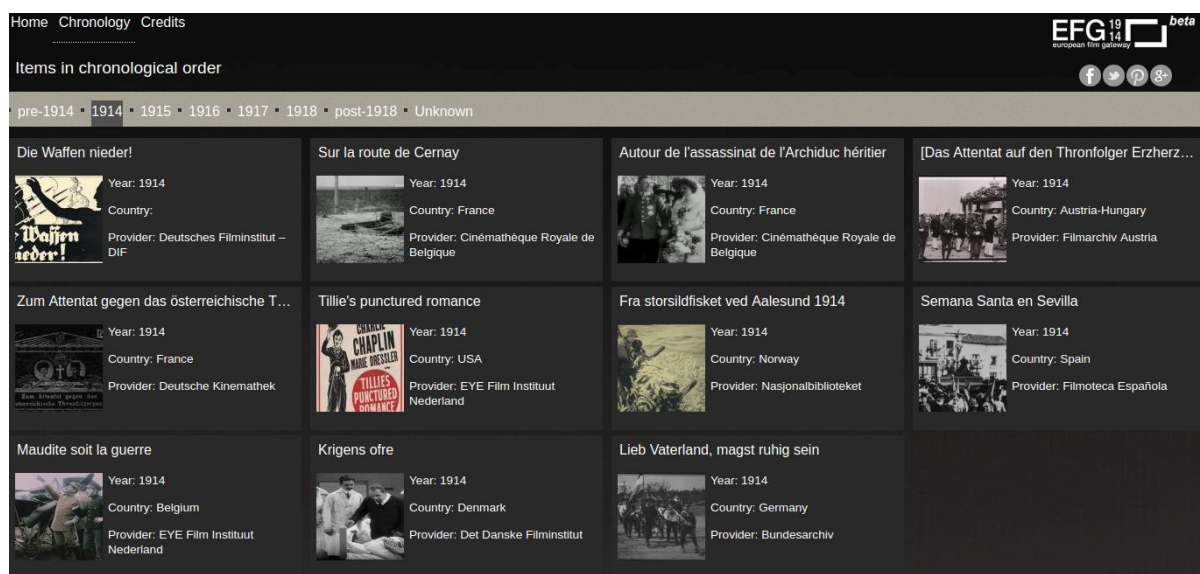 Home Chronology Credits
EFG 19 14 beta
european film gateway
Items in chronological order
pre-1914 1914 1915 1916 1917 1918 post-1918 Unknown
Die Waffen nieder!
Waffen
nieder!
Year: 1914
Country:
Provider: Deutsches Filminstitut –
DIF
Sur la route de Cernay
Year: 1914
Country: France
Provider: Cinémathèque Royale de
Belgique
Autour de l'assassinat de l'Archiduc héritier
Year: 1914
Country: France
Provider: Cinémathèque Royale de
Belgique
[Das Attentat auf den Thronfolger Erzherz…
Year: 1914
Country: Austria-Hungary
Provider: Filmarchiv Austria
Zum Attentat gegen das österreichische T…
Zum Attentat gegen das
österreichische Thronfolgerpaar
Year: 1914
Country: France
Provider: Deutsche Kinemathek
Tillie's punctured romance
CHARLIE
CHAPLIN
MARIE DRESSLER
TILLIES
PUNCTURED
ROMANCE
Year: 1914
Country: USA
Provider: EYE Film Instituut
Nederland
Fra storsildfisket ved Aalesund 1914
Year: 1914
Country: Norway
Provider: Nasjonalbiblioteket
Semana Santa en Sevilla
Year: 1914
Country: Spain
Provider: Filmoteca Española
Maudite soit la guerre
Year: 1914
Country: Belgium
Provider: EYE Film Instituut
Nederland
Krigens ofre
Year: 1914
Country: Denmark
Provider: Det Danske Filminstitut
Lieb Vaterland, magst ruhig sein
Year: 1914
Country: Germany
Provider: Bundesarchiv